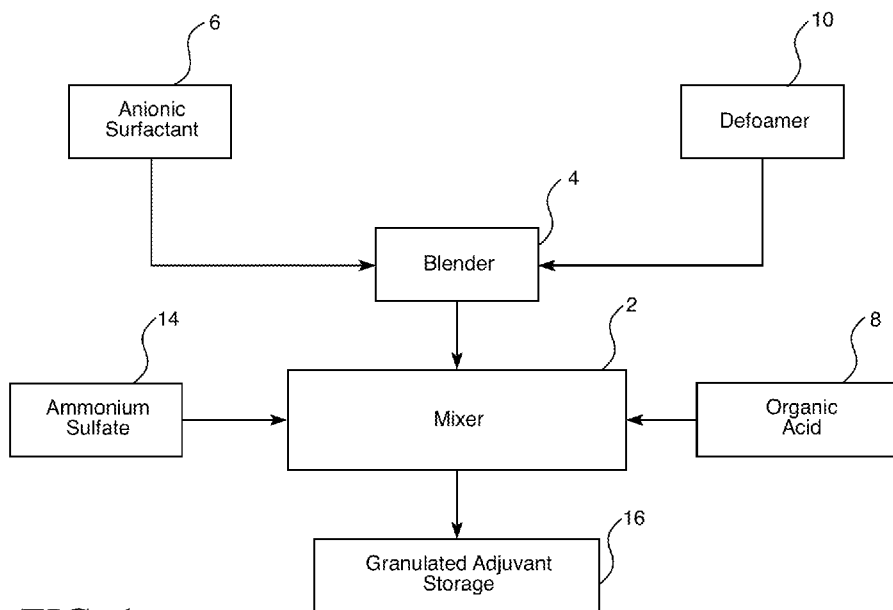 6
10
Anionic
Surfactant
Defoamer
4
Blender
14
2
8
Ammonium
Sulfate
Mixer
Organic
Acid
16
Granulated Adjuvant
Storage